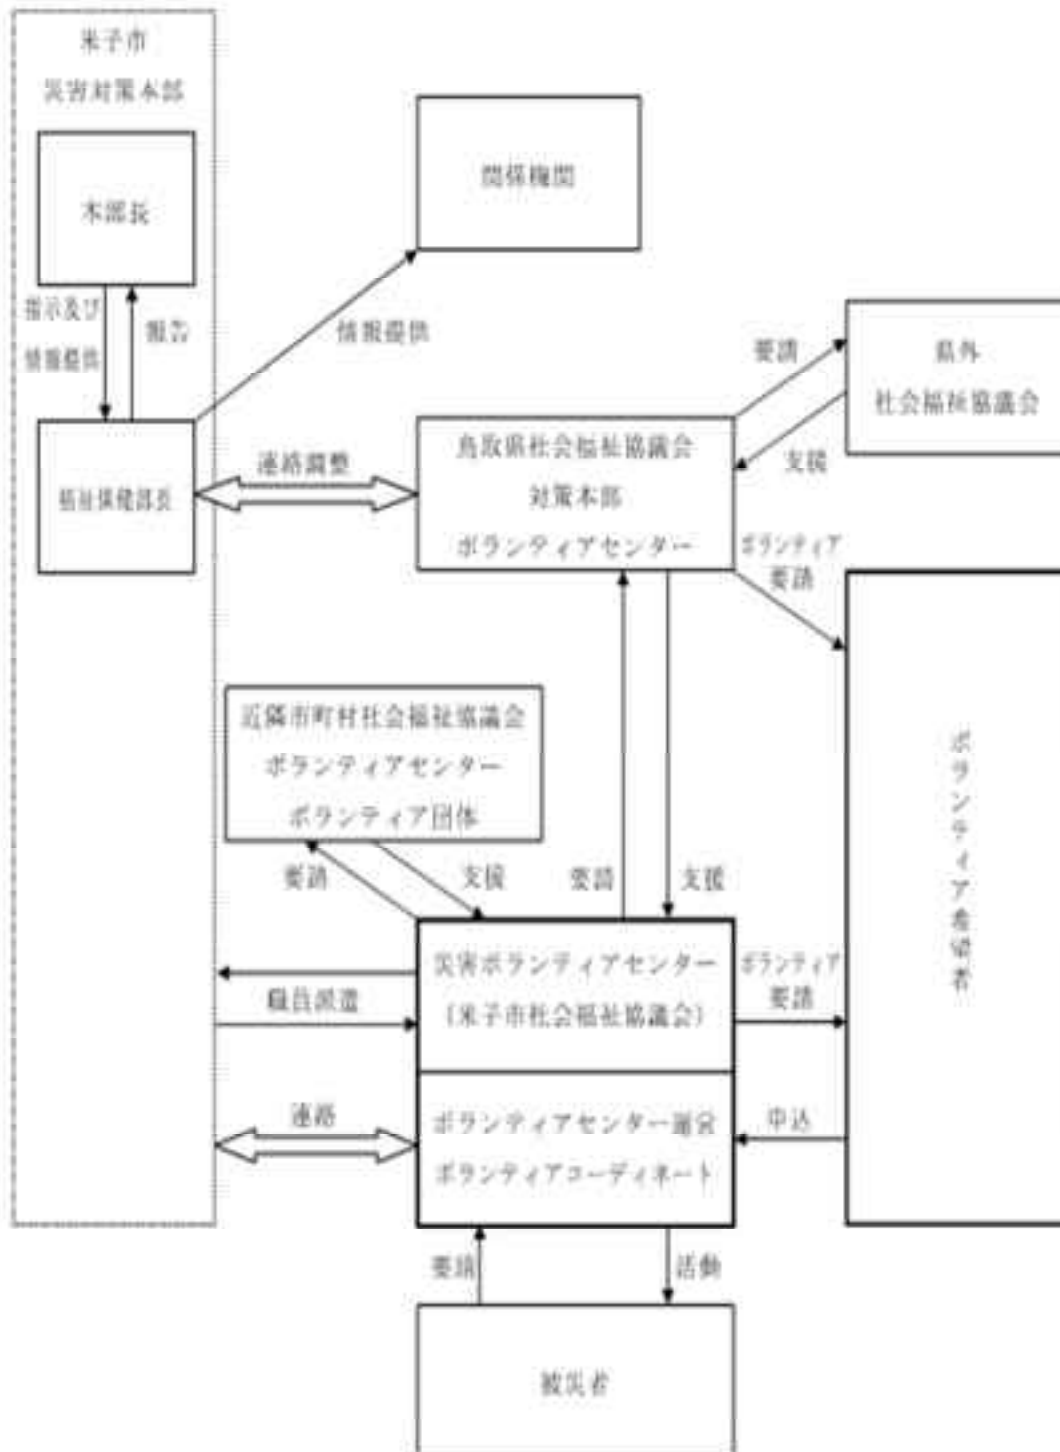 米子市
災害対策本部
本部長
指示及び
情報提供
報告
福祉保健部長
関係機関
情報提供
連絡調整
鳥取県社会福祉協議会
対策本部
ボランティアセンター
要請
支援
県外
社会福祉協議会
ボランティア
要請
近隣市町村社会福祉協議会
ボランティアセンター
ボランティア団体
要請
支援
要請
支援
災害ボランティアセンター
(米子市社会福祉協議会)
職員派遣
ボランティア
要請
ボランティア希望者
ボランティアセンター運営
ボランティアコーディネート
連絡
申込
要請
活動
被災者